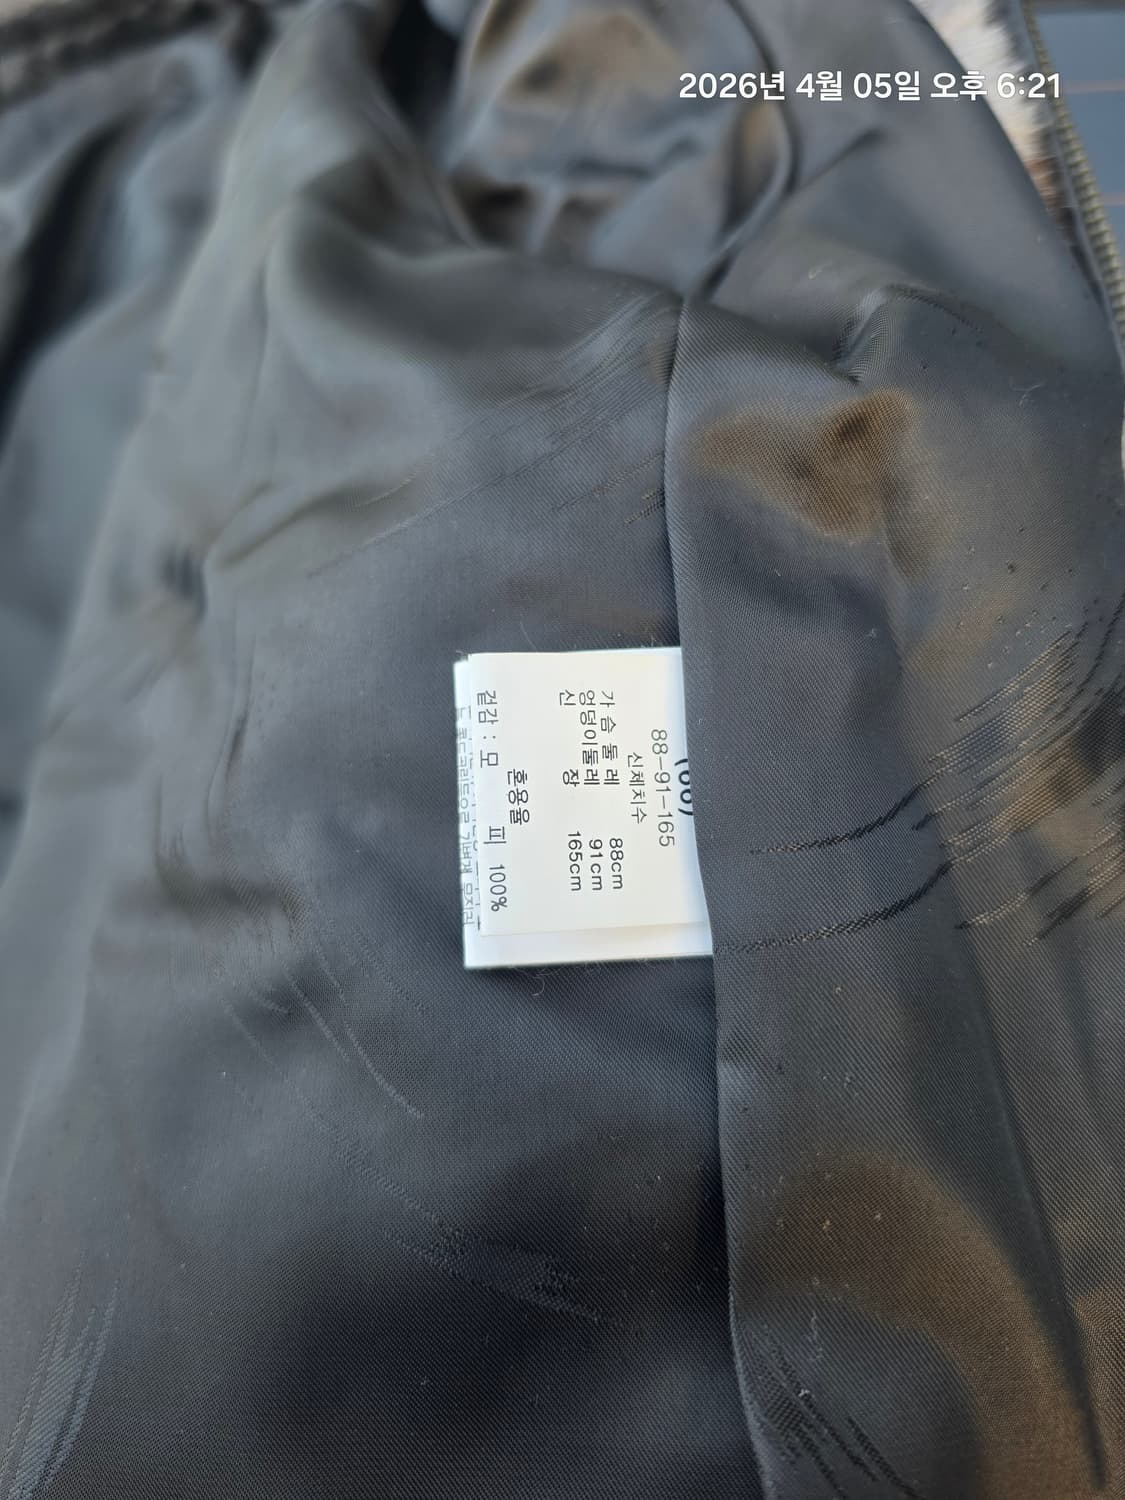 2026년 4월 05일 오후 6:21
88-91-165
신체치수
가 슴 둘 레 88cm
엉덩이둘레 91cm
신 장 165cm
혼용율
겉감 : 모 피 100%